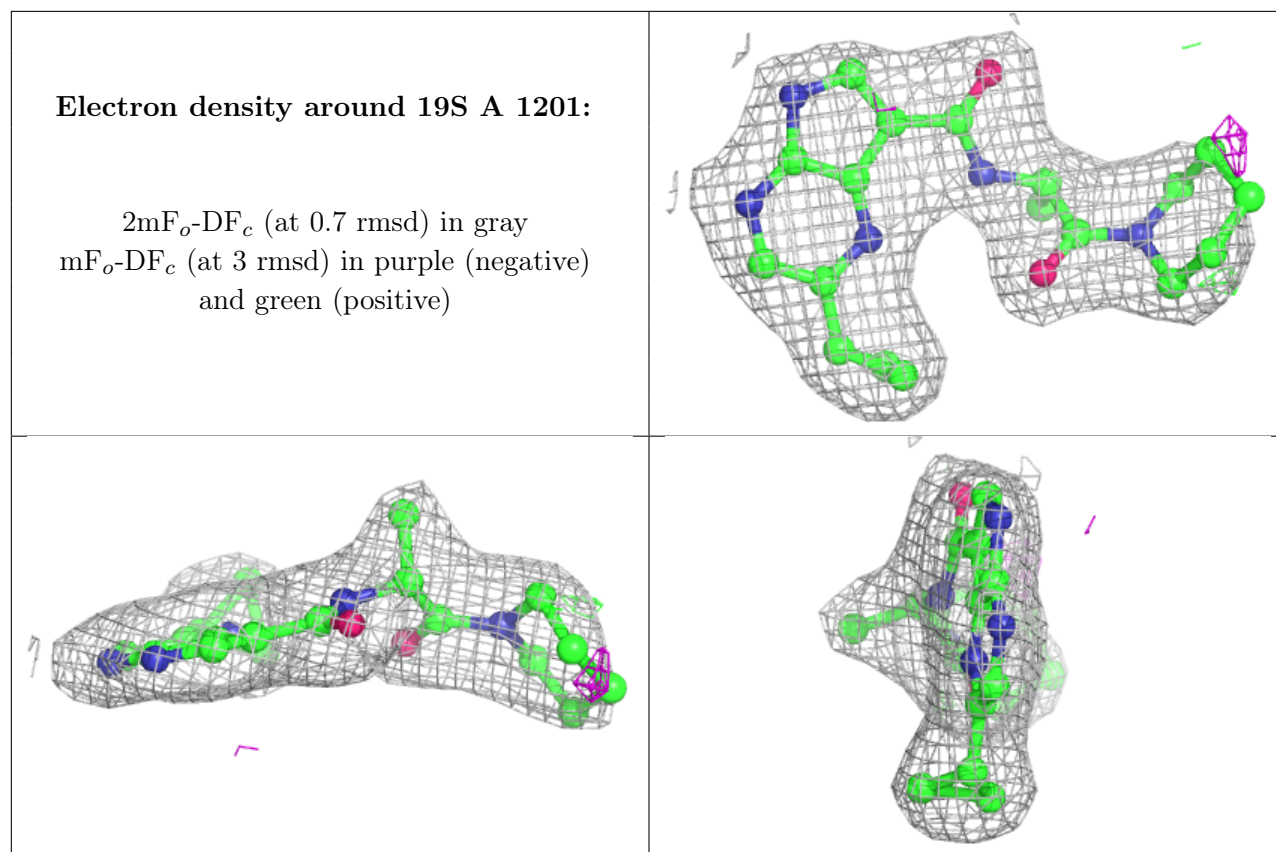 Electron density around 19S A 1201:
2mFₒ-DF𝒸 (at 0.7 rmsd) in gray
mFₒ-DF𝒸 (at 3 rmsd) in purple (negative)
and green (positive)